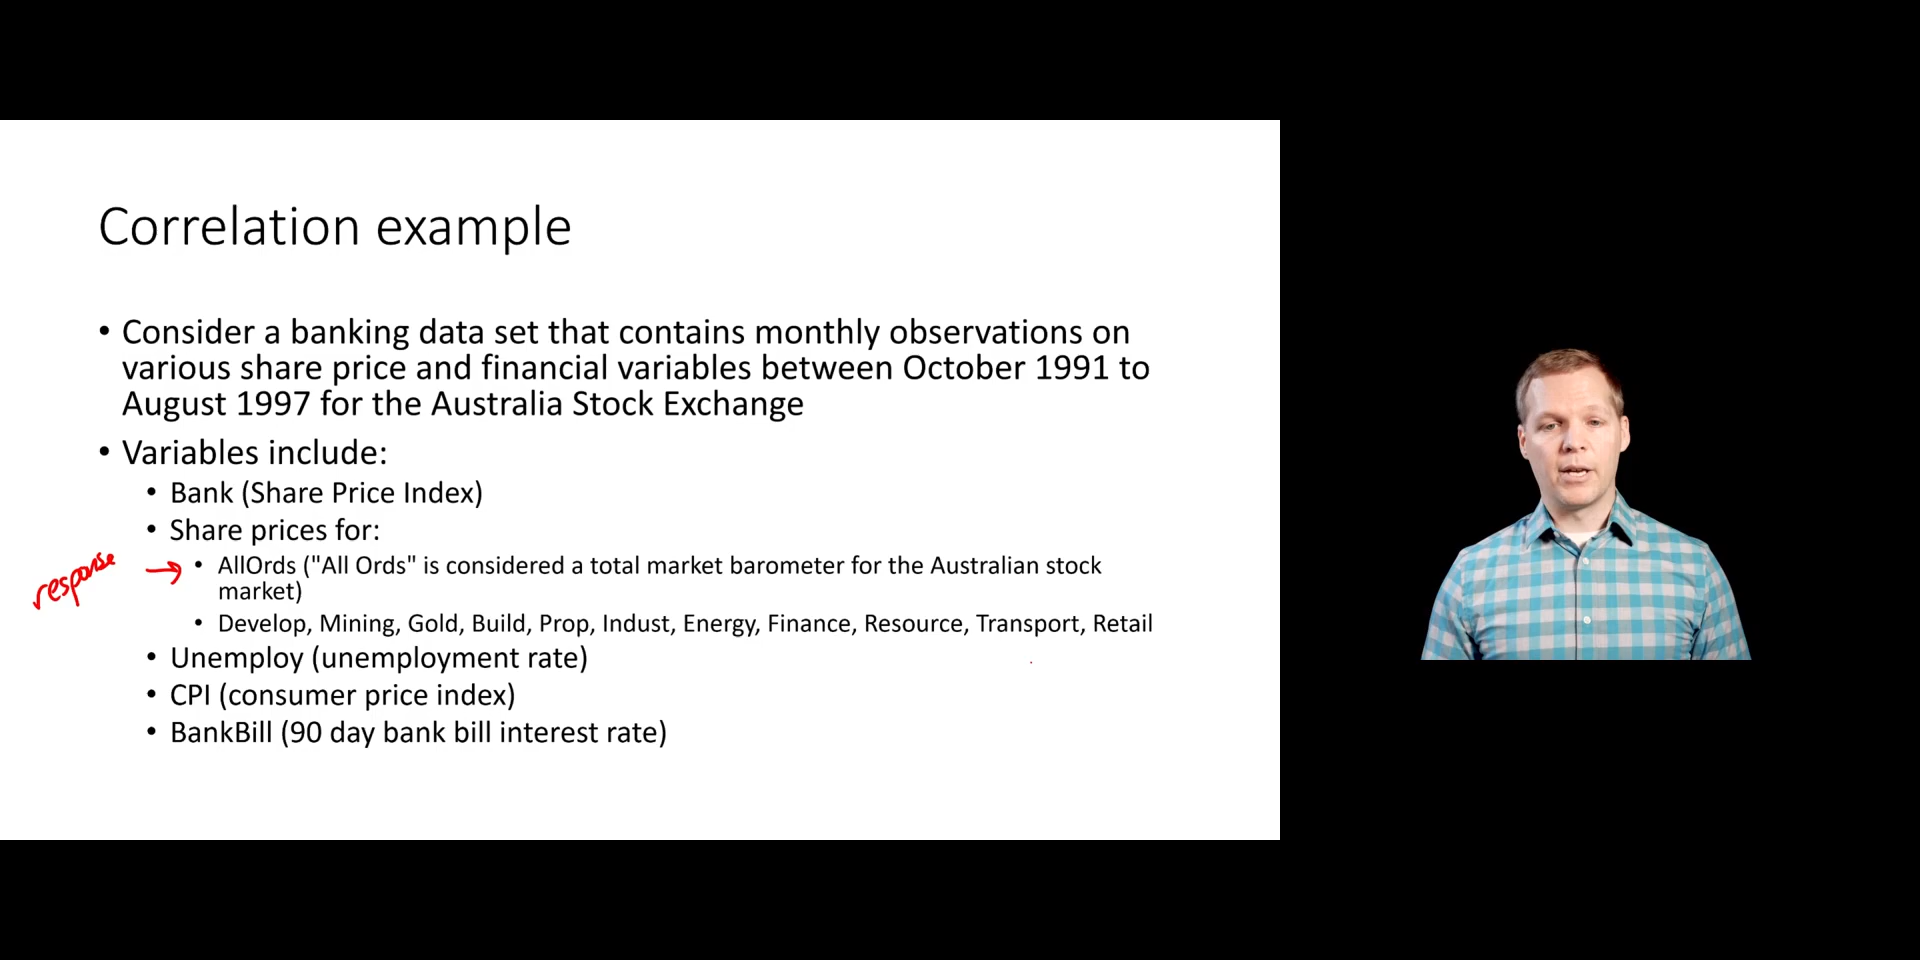 Correlation example
• Consider a banking data set that contains monthly observations on
various share price and financial variables between October 1991 to
August 1997 for the Australia Stock Exchange
• Variables include:
• Bank (Share Price Index)
• Share prices for:
response → • AllOrds ("All Ords" is considered a total market barometer for the Australian stock
market)
• Develop, Mining, Gold, Build, Prop, Indust, Energy, Finance, Resource, Transport, Retail
• Unemploy (unemployment rate)
• CPI (consumer price index)
• BankBill (90 day bank bill interest rate)